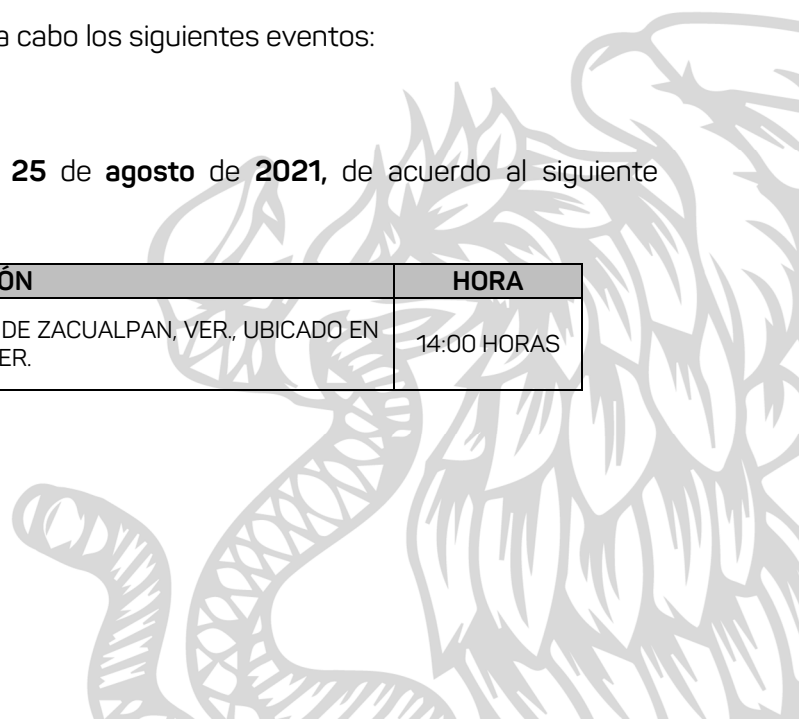 a cabo los siguientes eventos:
25 de agosto de 2021, de acuerdo al siguiente
ÓN HORA
DE ZACUALPAN, VER., UBICADO EN 14:00 HORAS
ER.